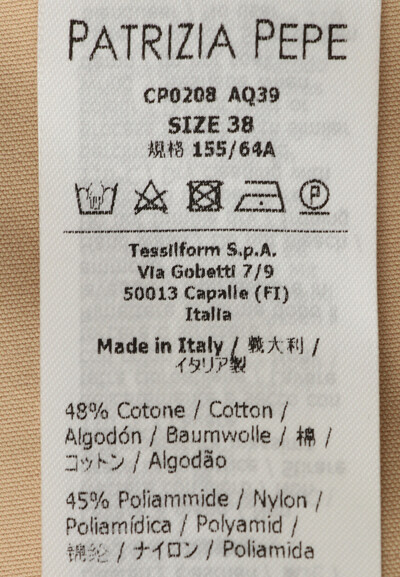 PATRIZIA PEPE
CP0208 AQ39
SIZE 38
規格 155/64A
P
Tessilform S.p.A.
Via Gobetti 7/9
50013 Capalle (FI)
Italia
Made in Italy / 義大利 /
イタリア製
48% Cotone / Cotton /
Algodón / Baumwolle / 棉 /
コットン / Algodão
45% Poliammide / Nylon /
Poliamídica / Polyamid /
锦纶 / ナイロン / Poliamida